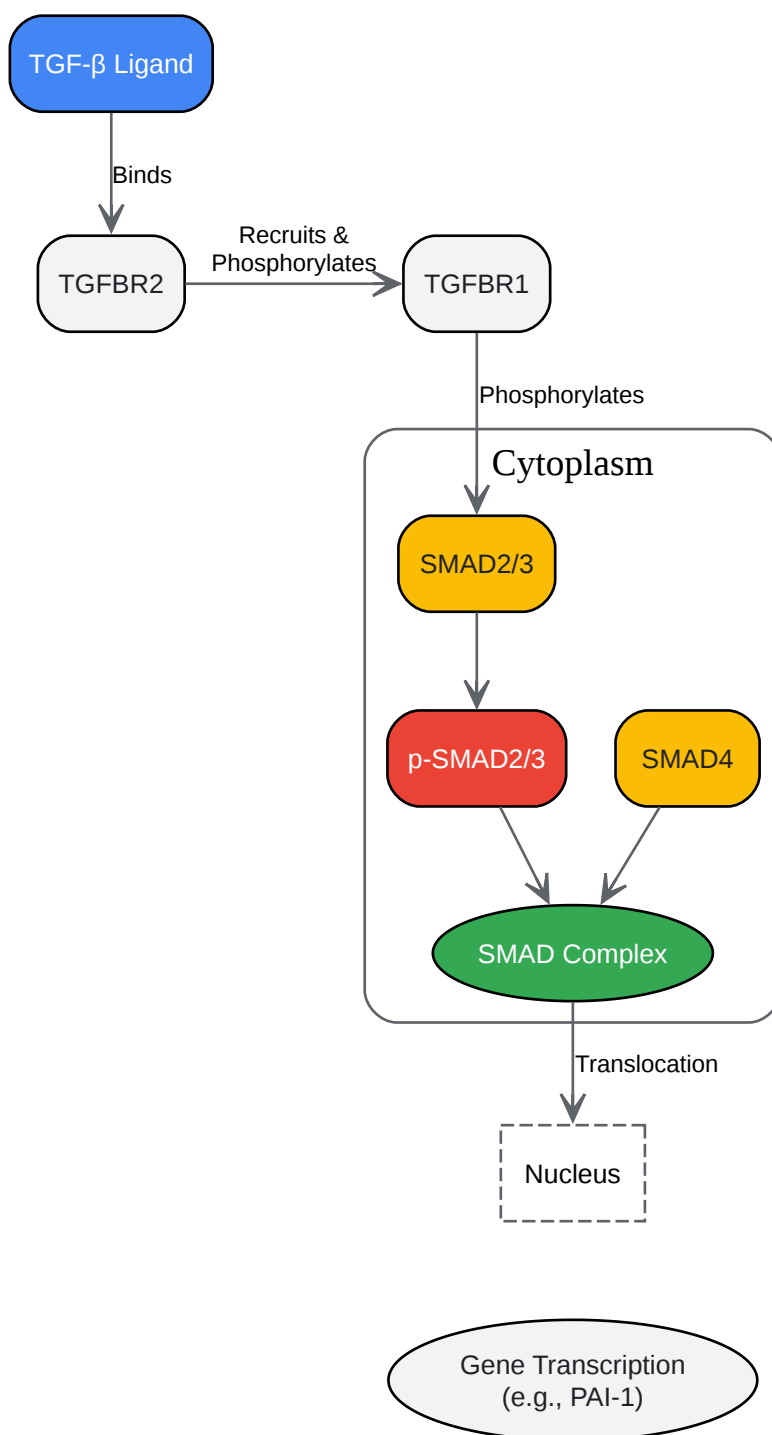 TGF-β Ligand
Binds
Recruits &
Phosphorylates
TGFBR2
TGFBR1
Phosphorylates
Cytoplasm
SMAD2/3
p-SMAD2/3
SMAD4
SMAD Complex
Translocation
Nucleus
Gene Transcription
(e.g., PAI-1)